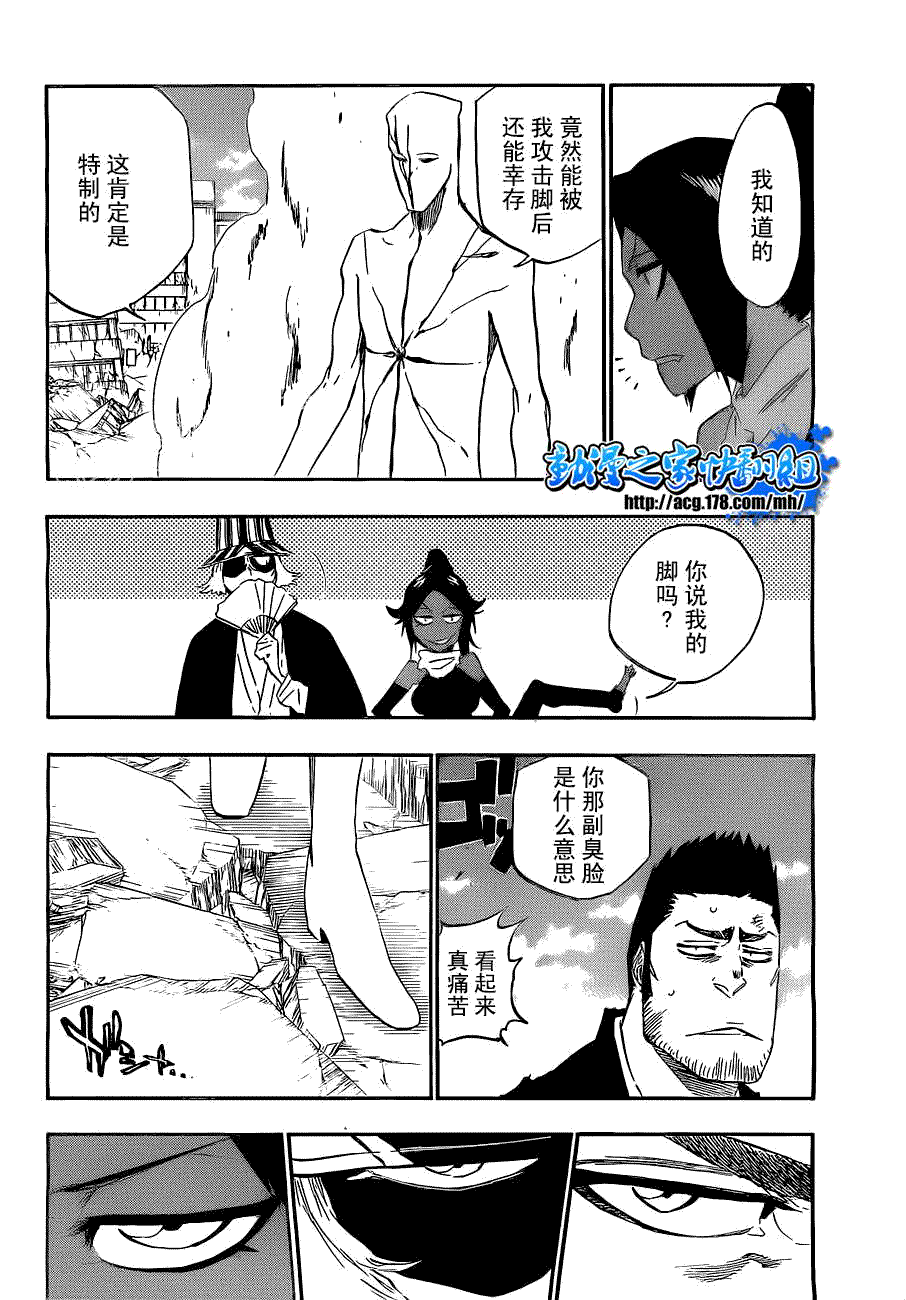 我知道的
竟然能被
我攻击脚后
还能幸存
这肯定是
特制的
動漫之家快翻組
http://acg.178.com/mh/
你说我的
脚吗?
你那副臭脸
是什么意思
看起来
真痛苦